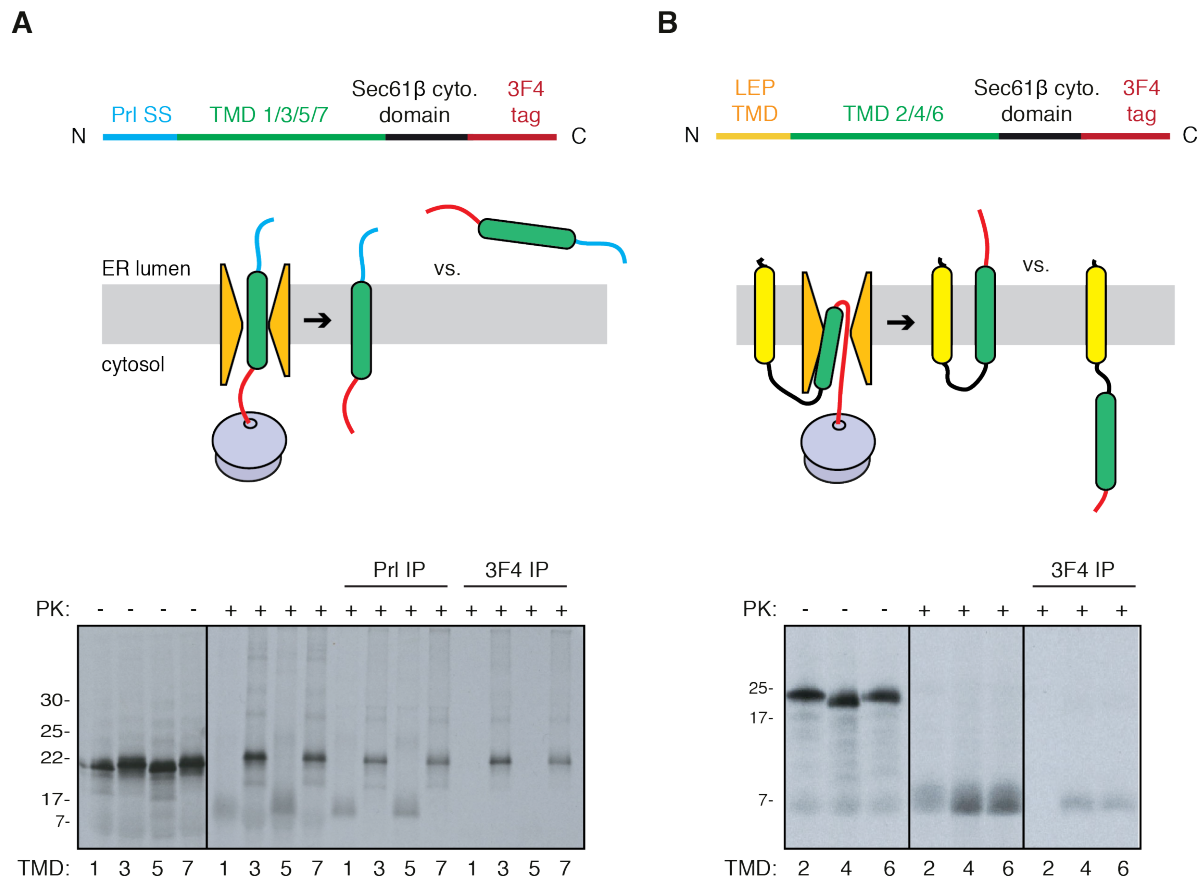 A
PrI SS
TMD 1/3/5/7
Sec61β cyto.
domain
3F4
tag
N
C
ER lumen
cytosol
vs.
PrI IP
3F4 IP
PK: - - - - + + + + + + + + + + + +
30-
25-
22-
17-
7-
TMD: 1 3 5 7 1 3 5 7 1 3 5 7 1 3 5 7
B
LEP
TMD
TMD 2/4/6
Sec61β cyto.
domain
3F4
tag
N
C
vs.
3F4 IP
PK: - - - + + + + + +
25-
17-
7-
TMD: 2 4 6 2 4 6 2 4 6